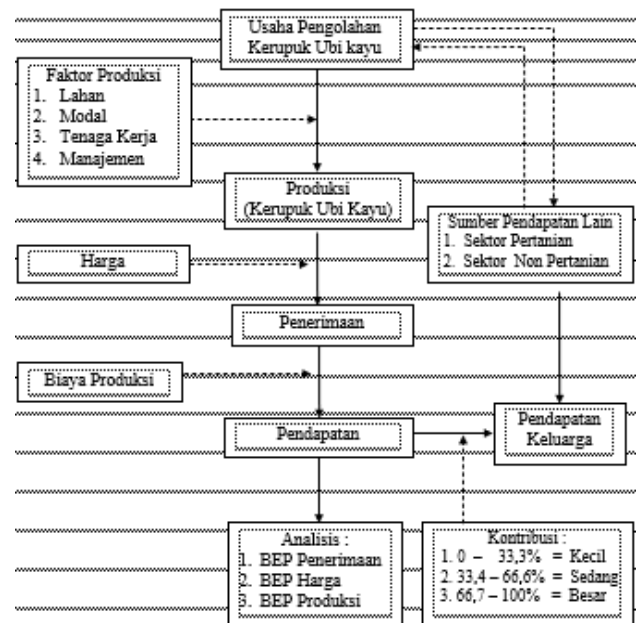 Usaha Pengolahan
Kerupuk Ubi kayu
Faktor Produksi
1. Lahan
2. Modal
3. Tenaga Kerja
4. Manajemen
Produksi
(Kerupuk Ubi Kayu)
Sumber Pendapatan Lain
1. Sektor Pertanian
2. Sektor Non Pertanian
Harga
Penerimaan
Biaya Produksi
Pendapatan
Pendapatan
Keluarga
Analisis :
1. BEP Penerimaan
2. BEP Harga
3. BEP Produksi
Kontribusi :
1. 0 – 33,3% = Kecil
2. 33,4 – 66,6% = Sedang
3. 66,7 – 100% = Besar